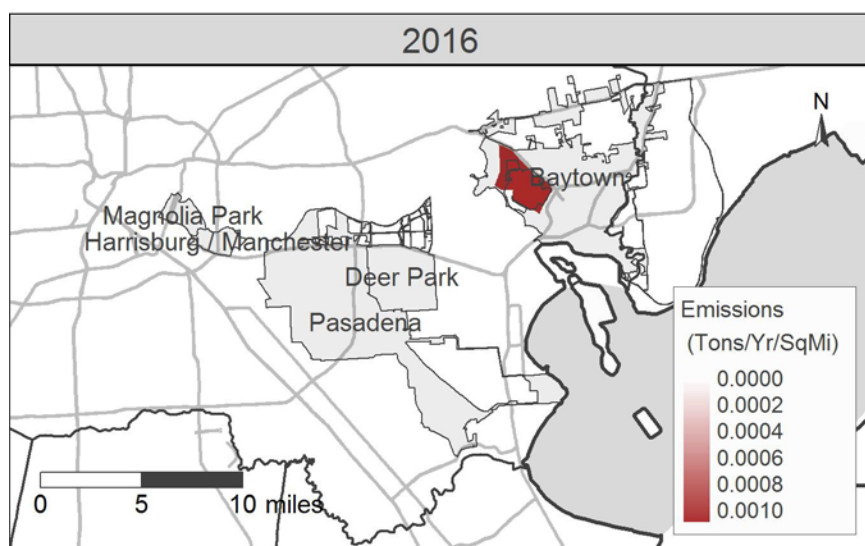 2016
N
Baytown
Magnolia Park
Harrisburg / Manchester
Deer Park
Pasadena
Emissions
(Tons/Yr/SqMi)
0.0000
0.0002
0.0004
0.0006
0.0008
0.0010
0 5 10 miles